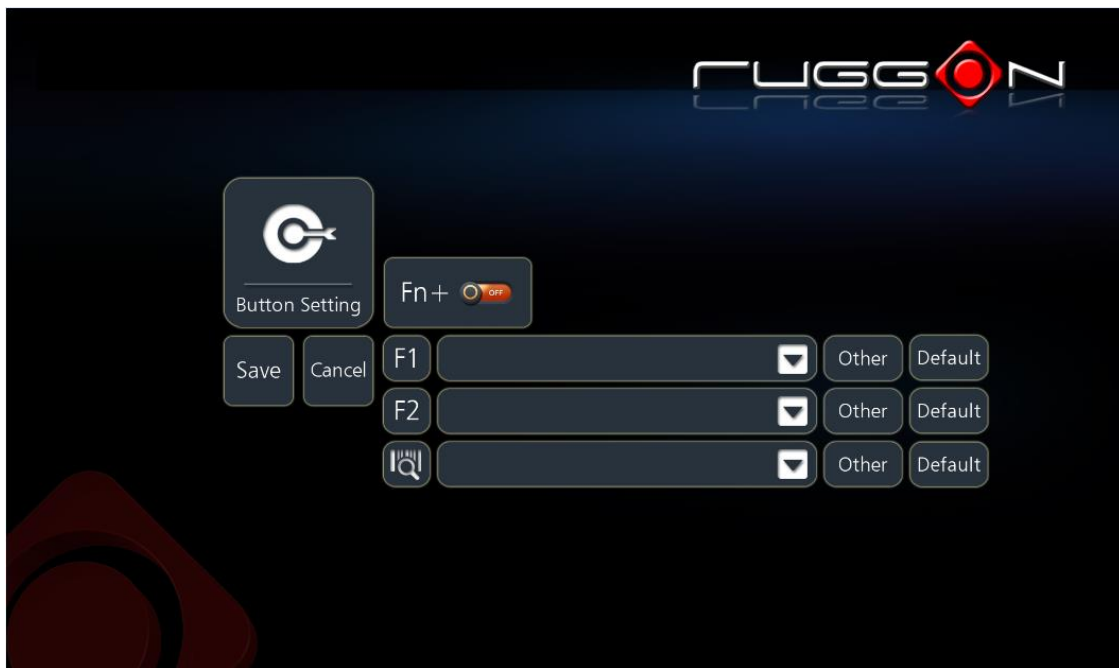 RUGGON
Button Setting
Fn+ OFF
Save Cancel
F1 Other Default
F2 Other Default
Other Default